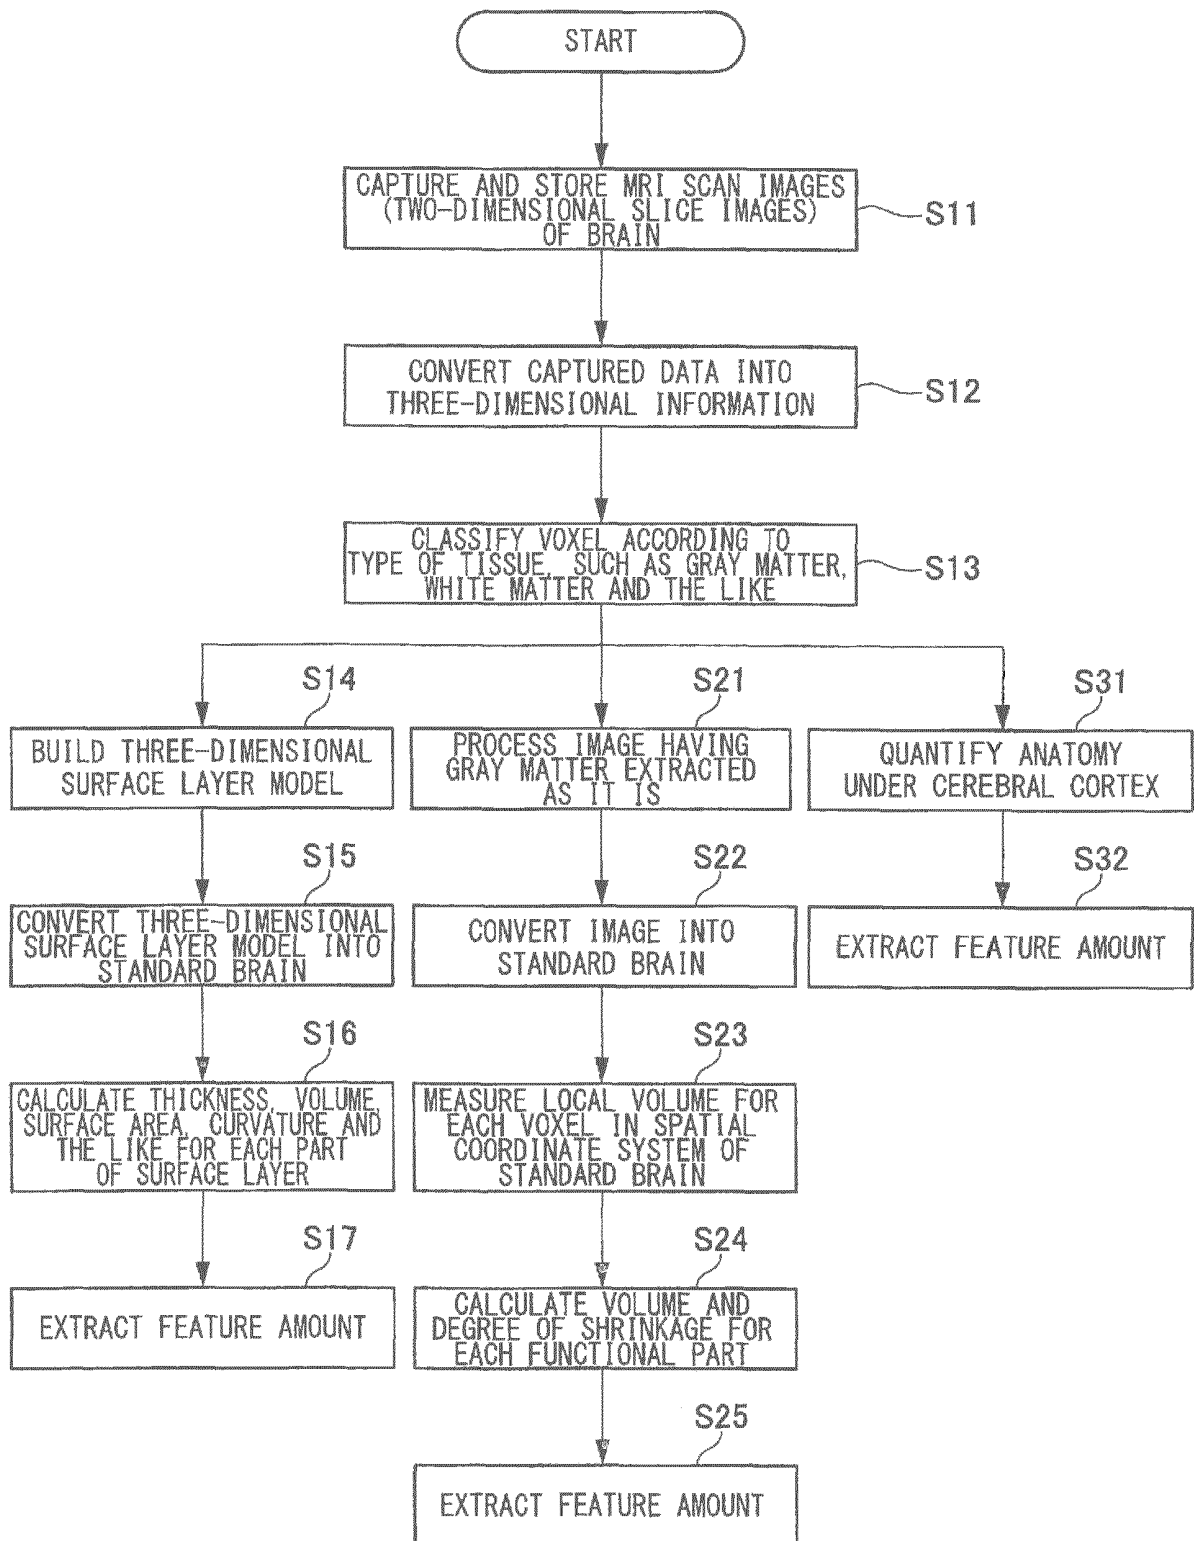 START
CAPTURE AND STORE MRI SCAN IMAGES
(TWO-DIMENSIONAL SLICE IMAGES)
OF BRAIN
S11
CONVERT CAPTURED DATA INTO
THREE-DIMENSIONAL INFORMATION
S12
CLASSIFY VOXEL ACCORDING TO
TYPE OF TISSUE, SUCH AS GRAY MATTER,
WHITE MATTER AND THE LIKE
S13
S14
BUILD THREE-DIMENSIONAL
SURFACE LAYER MODEL
S15
CONVERT THREE-DIMENSIONAL
SURFACE LAYER MODEL INTO
STANDARD BRAIN
S16
CALCULATE THICKNESS, VOLUME,
SURFACE AREA, CURVATURE AND
THE LIKE FOR EACH PART
OF SURFACE LAYER
S17
EXTRACT FEATURE AMOUNT
S21
PROCESS IMAGE HAVING
GRAY MATTER EXTRACTED
AS IT IS
S22
CONVERT IMAGE INTO
STANDARD BRAIN
S23
MEASURE LOCAL VOLUME FOR
EACH VOXEL IN SPATIAL
COORDINATE SYSTEM OF
STANDARD BRAIN
S24
CALCULATE VOLUME AND
DEGREE OF SHRINKAGE FOR
EACH FUNCTIONAL PART
S25
EXTRACT FEATURE AMOUNT
S31
QUANTIFY ANATOMY
UNDER CEREBRAL CORTEX
S32
EXTRACT FEATURE AMOUNT